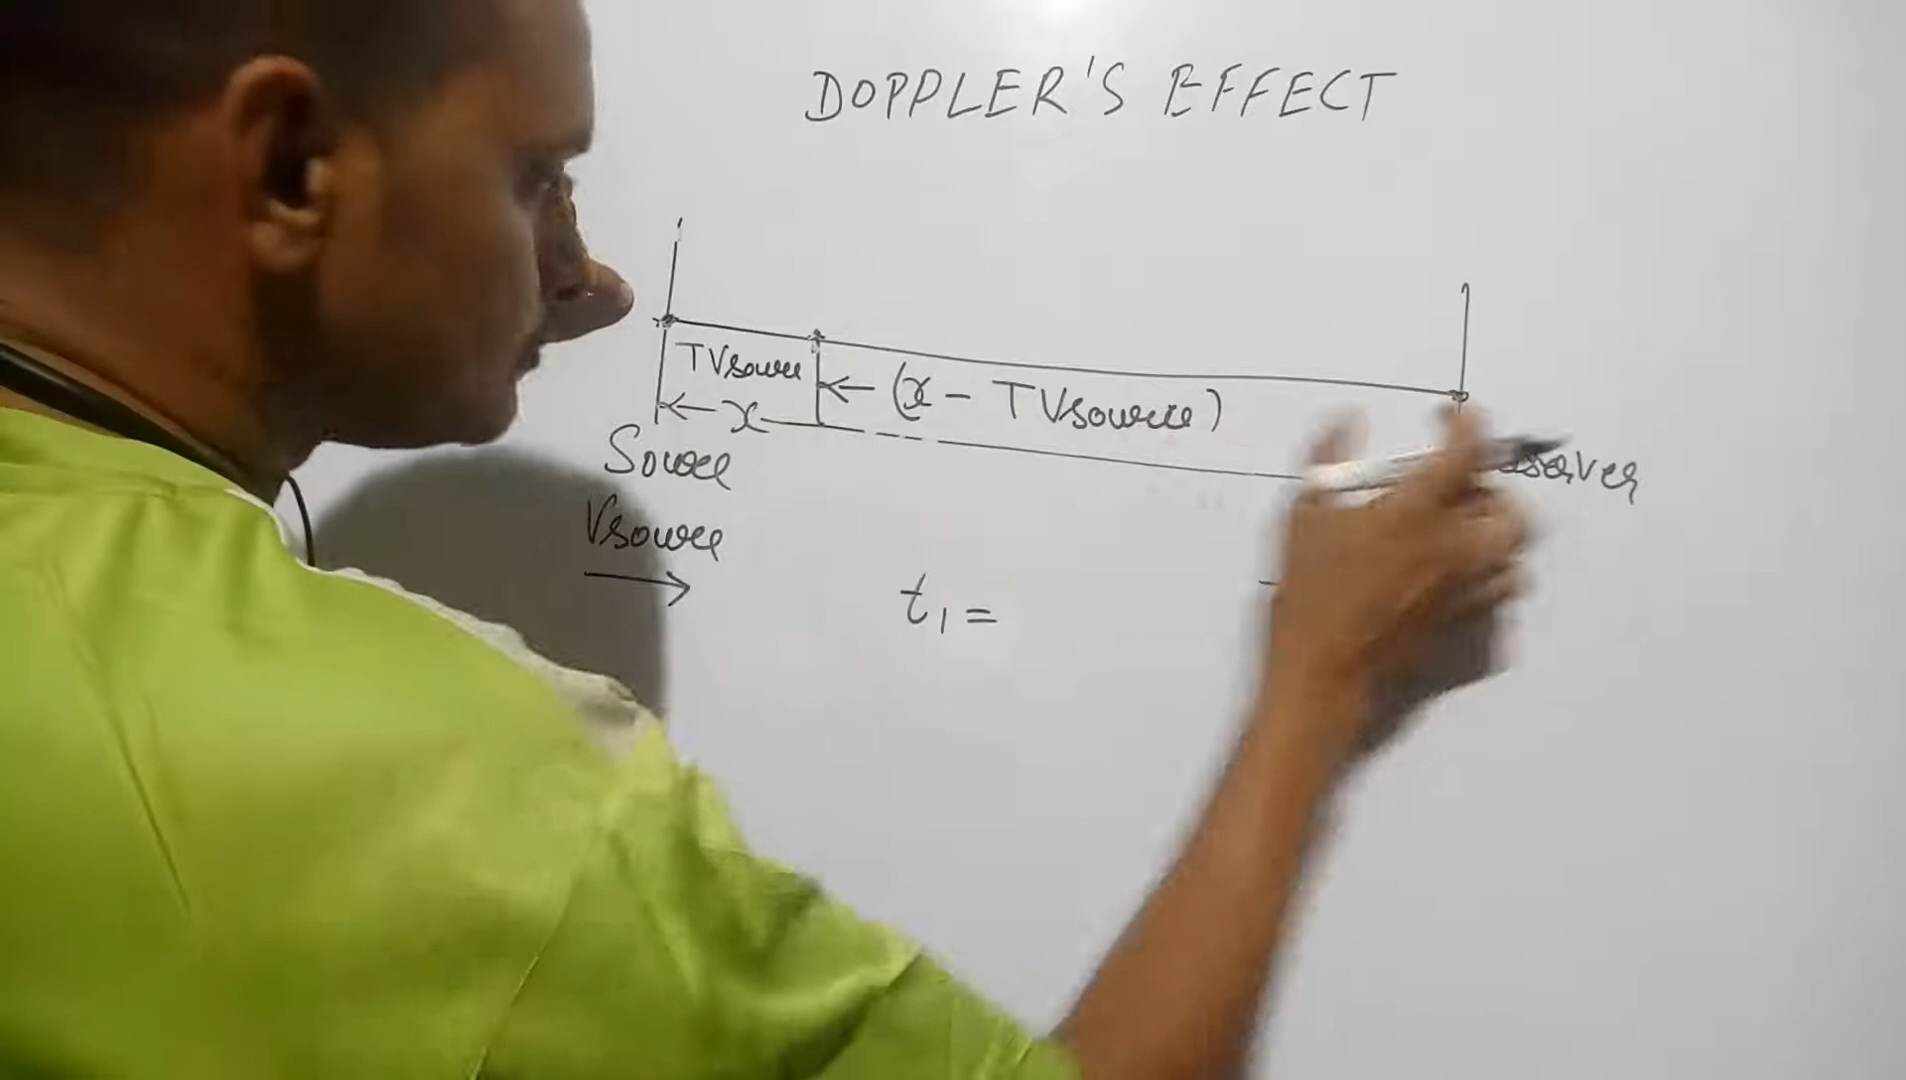 DOPPLER'S EFFECT
TVsource
← (x - TVsource)
← x
Source
Vsource
→
t₁ =